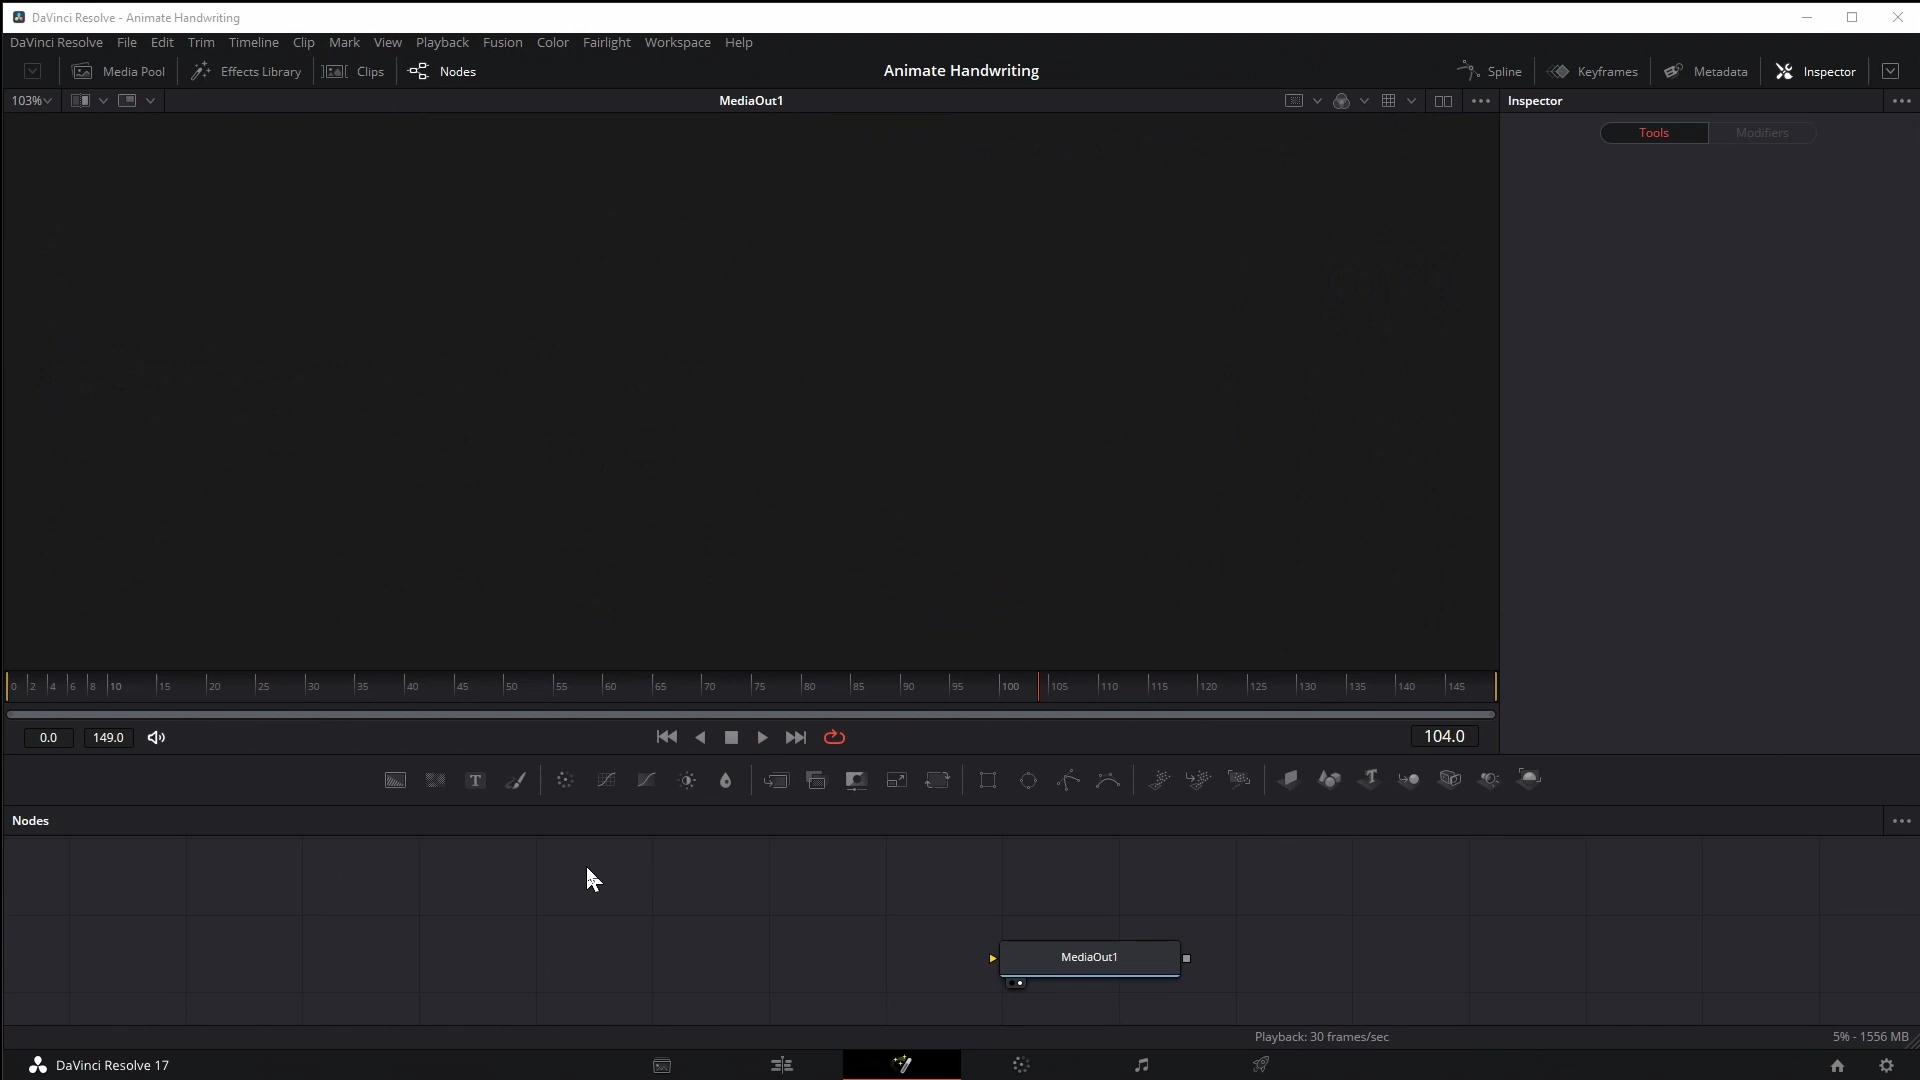 DaVinci Resolve - Animate Handwriting
DaVinci Resolve File Edit Trim Timeline Clip Mark View Playback Fusion Color Fairlight Workspace Help
Media Pool Effects Library Clips Nodes Animate Handwriting Spline Keyframes Metadata Inspector
103% MediaOut1 Inspector
Tools Modifiers
0 2 4 6 8 10 15 20 25 30 35 40 45 50 55 60 65 70 75 80 85 90 95 100 105 110 115 120 125 130 135 140 145
0.0 149.0 104.0
T
Nodes
MediaOut1
Playback: 30 frames/sec 5% - 1556 MB
DaVinci Resolve 17